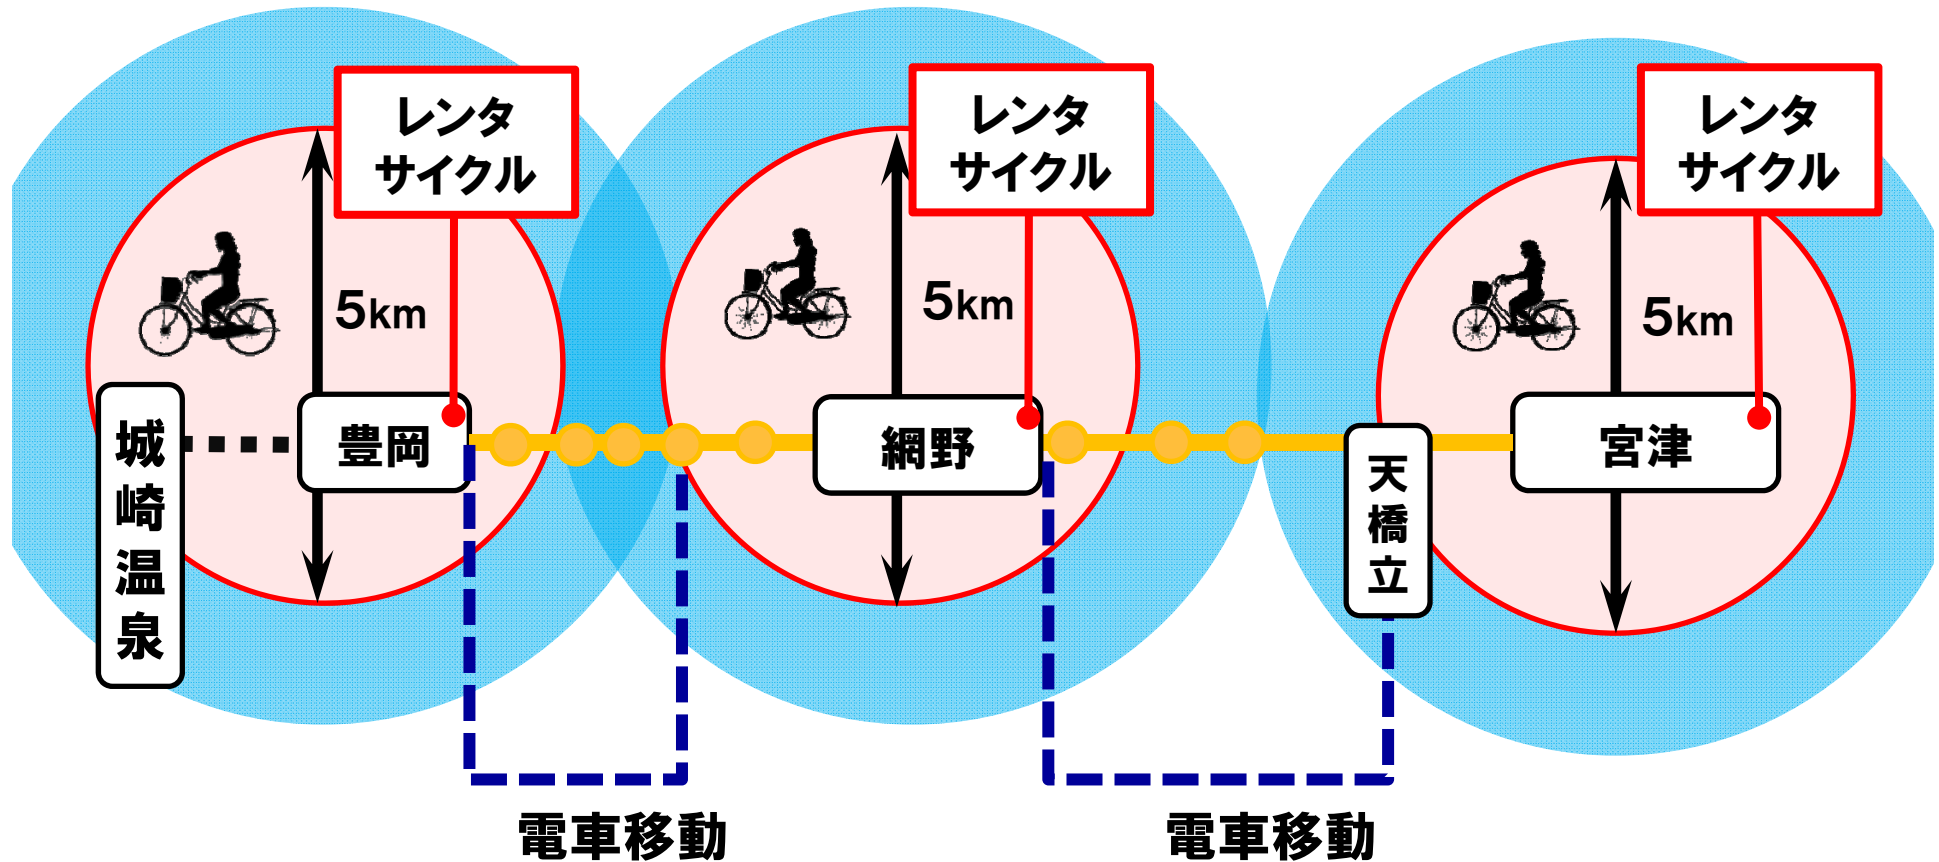 レンタ
サイクル
レンタ
サイクル
レンタ
サイクル
5km
5km
5km
城崎温泉
豊岡
網野
天橋立
宮津
電車移動
電車移動